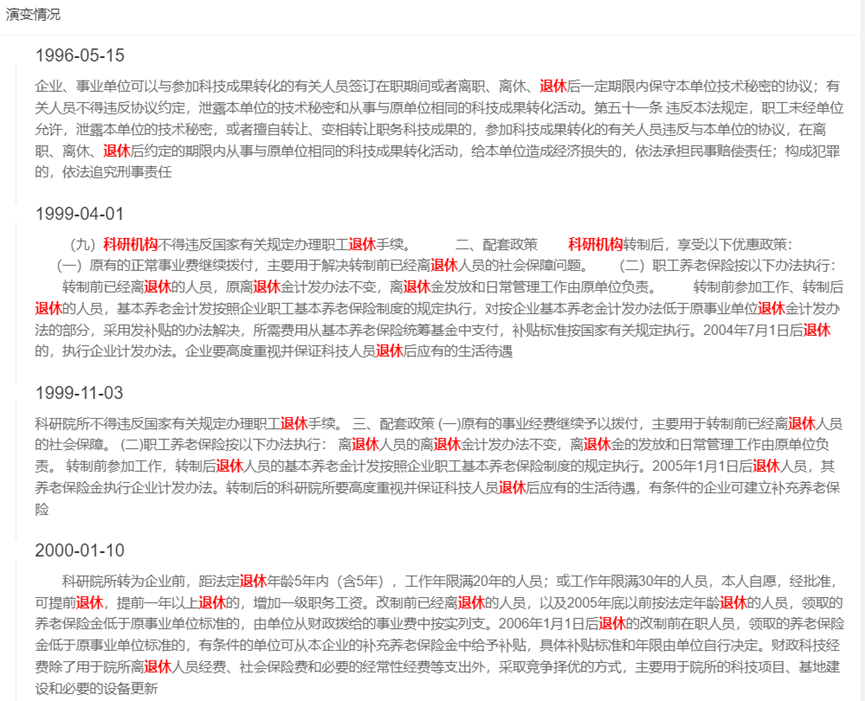 演变情况
1996-05-15
企业、事业单位可以与参加科技成果转化的有关人员签订在职期间或者离职、离休、退休后一定期限内保守本单位技术秘密的协议；有
关人员不得违反协议约定，泄露本单位的技术秘密和从事与原单位相同的科技成果转化活动。第五十一条 违反本法规定，职工未经单位
允许，泄露本单位的技术秘密，或者擅自转让、变相转让职务科技成果的，参加科技成果转化的有关人员违反与本单位的协议，在离
职、离休、退休后约定的期限内从事与原单位相同的科技成果转化活动，给本单位造成经济损失的，依法承担民事赔偿责任；构成犯罪
的，依法追究刑事责任
1999-04-01
（九）科研机构不得违反国家有关规定办理职工退休手续。 二、配套政策 科研机构转制后，享受以下优惠政策：
（一）原有的正常事业费继续拨付，主要用于解决转制前已经离退休人员的社会保障问题。 （二）职工养老保险按以下办法执行：
转制前已经离退休的人员，原离退休金计发办法不变，离退休金发放和日常管理工作由原单位负责。 转制前参加工作、转制后
退休的人员，基本养老金计发按照企业职工基本养老保险制度的规定执行，对按企业基本养老金计发办法低于原事业单位退休金计发办
法的部分，采用发补贴的办法解决，所需费用从基本养老保险统筹基金中支付，补贴标准按国家有关规定执行。2004年7月1日后退休
的，执行企业计发办法。企业要高度重视并保证科技人员退休后应有的生活待遇
1999-11-03
科研院所不得违反国家有关规定办理职工退休手续。 三、配套政策 (一)原有的事业经费继续予以拨付，主要用于转制前已经离退休人员
的社会保障。 (二)职工养老保险按以下办法执行： 离退休人员的离退休金计发办法不变，离退休金的发放和日常管理工作由原单位负
责。 转制前参加工作，转制后退休人员的基本养老金计发按照企业职工基本养老保险制度的规定执行。2005年1月1日后退休人员，其
养老保险金执行企业计发办法。转制后的科研院所要高度重视并保证科技人员退休后应有的生活待遇，有条件的企业可建立补充养老保
险
2000-01-10
科研院所转为企业前，距法定退休年龄5年内（含5年），工作年限满20年的人员；或工作年限满30年的人员，本人自愿，经批准，
可提前退休，提前一年以上退休的，增加一级职务工资。改制前已经离退休的人员，以及2005年底以前按法定年龄退休的人员，领取的
养老保险金低于原事业单位标准的，由单位从财政拨给的事业费中按实列支。2006年1月1日后退休的改制前在职人员，领取的养老保险
金低于原事业单位标准的，有条件的单位可从本企业的补充养老保险金中给予补贴，具体补贴标准和年限由单位自行决定。财政科技经
费除了用于院所离退休人员经费、社会保险费和必要的经常性经费等支出外，采取竞争择优的方式，主要用于院所的科技项目、基地建
设和必要的设备更新